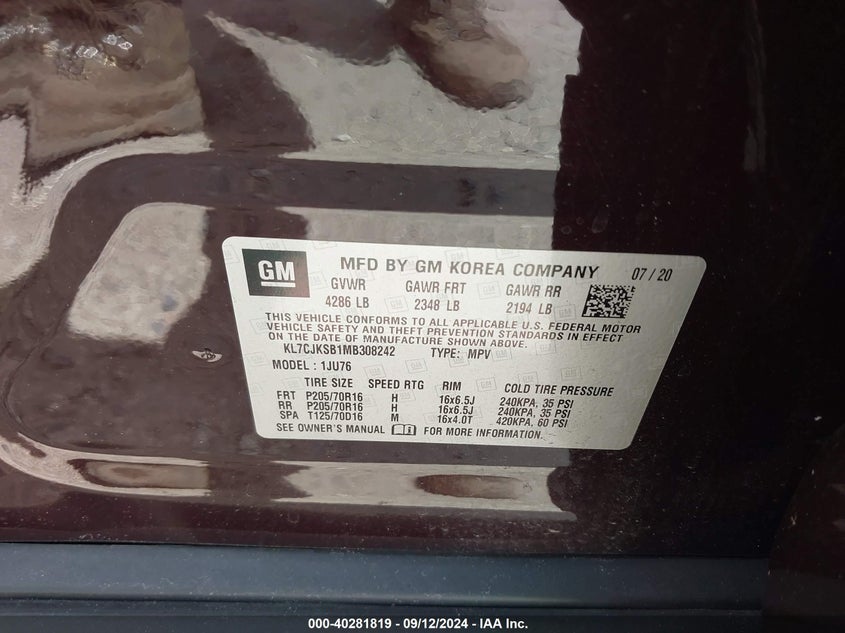 GM
MFD BY GM KOREA COMPANY 07 / 20
GVWR GAWR FRT GAWR RR
4286 LB 2348 LB 2194 LB
THIS VEHICLE CONFORMS TO ALL APPLICABLE U.S. FEDERAL MOTOR
VEHICLE SAFETY AND THEFT PREVENTION STANDARDS IN EFFECT
ON THE DATE OF MANUFACTURE SHOWN ABOVE.
KL7CJKSB1MB308242 TYPE: MPV
MODEL : 1JU76
TIRE SIZE SPEED RTG RIM COLD TIRE PRESSURE
FRT P205/70R16 H 16x6.5J 240KPA, 35 PSI
RR P205/70R16 H 16x6.5J 240KPA, 35 PSI
SPA T125/70D16 M 16x4.0T 420KPA, 60 PSI
SEE OWNER'S MANUAL FOR MORE INFORMATION.
000-40281819 - 09/12/2024 - IAA Inc.